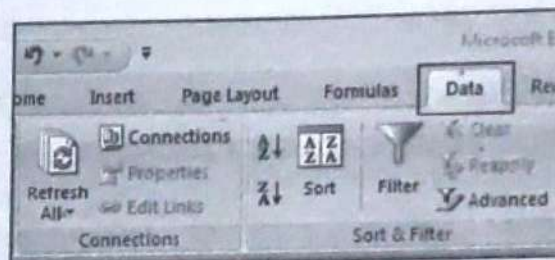 Microsoft E
ome Insert Page Layout Formulas Data Re
Refresh All
Connections
Properties
Edit Links
A Z
Z A
A Z Z A
Sort
Filter
Clear
Reapply
Advanced
Connections Sort & Filter